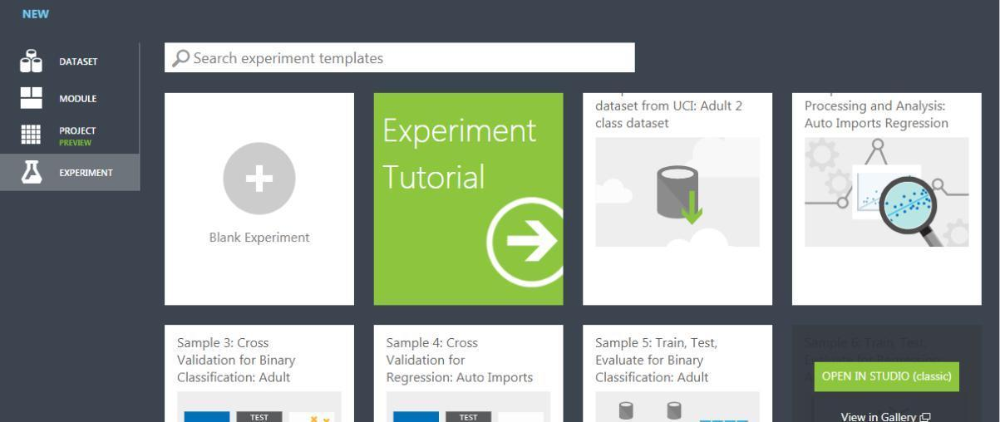 NEW
DATASET
MODULE
PROJECT
PREVIEW
EXPERIMENT
Search experiment templates
Blank Experiment
Experiment
Tutorial
dataset from UCI: Adult 2
class dataset
Processing and Analysis:
Auto Imports Regression
Sample 3: Cross
Validation for Binary
Classification: Adult
TEST
Sample 4: Cross
Validation for
Regression: Auto Imports
TEST
Sample 5: Train, Test,
Evaluate for Binary
Classification: Adult
Sample 6: Train, Test,
Evaluate for Regression:
OPEN IN STUDIO (classic)
View in Gallery